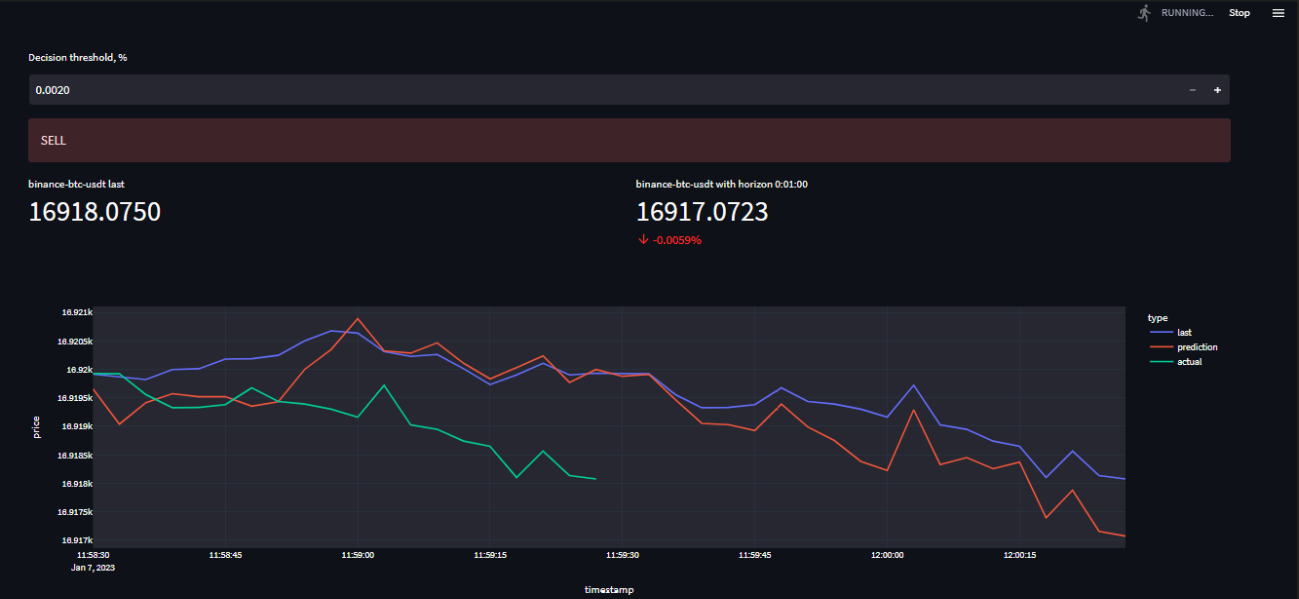 RUNNING... Stop
Decision threshold, %
0.0020 − +
SELL
binance-btc-usdt last
16918.0750
binance-btc-usdt with horizon 0:01:00
16917.0723
↓ -0.0059%
price
16.921k
16.9205k
16.92k
16.9195k
16.919k
16.9185k
16.918k
16.9175k
16.917k
11:58:30 11:58:45 11:59:00 11:59:15 11:59:30 11:59:45 12:00:00 12:00:15
Jan 7, 2023
timestamp
type
last
prediction
actual